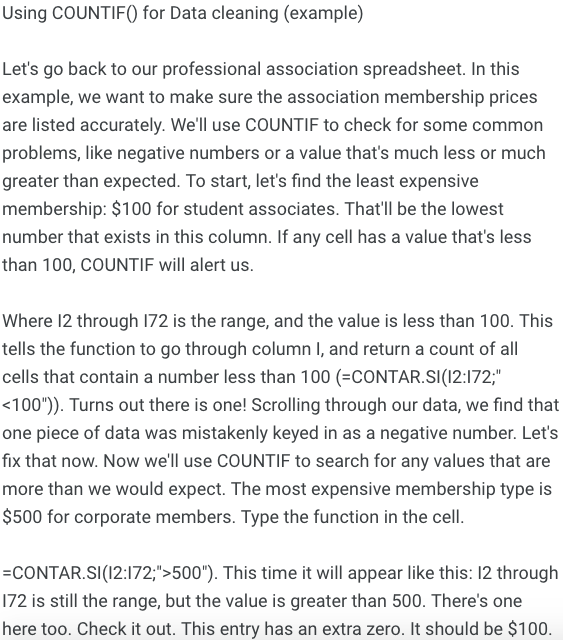 Using COUNTIF() for Data cleaning (example)
Let's go back to our professional association spreadsheet. In this
example, we want to make sure the association membership prices
are listed accurately. We'll use COUNTIF to check for some common
problems, like negative numbers or a value that's much less or much
greater than expected. To start, let's find the least expensive
membership: $100 for student associates. That'll be the lowest
number that exists in this column. If any cell has a value that's less
than 100, COUNTIF will alert us.
Where I2 through I72 is the range, and the value is less than 100. This
tells the function to go through column I, and return a count of all
cells that contain a number less than 100 (=CONTAR.SI(I2:I72;"
<100")). Turns out there is one! Scrolling through our data, we find that
one piece of data was mistakenly keyed in as a negative number. Let's
fix that now. Now we'll use COUNTIF to search for any values that are
more than we would expect. The most expensive membership type is
$500 for corporate members. Type the function in the cell.
=CONTAR.SI(I2:I72;">500"). This time it will appear like this: I2 through
I72 is still the range, but the value is greater than 500. There's one
here too. Check it out. This entry has an extra zero. It should be $100.